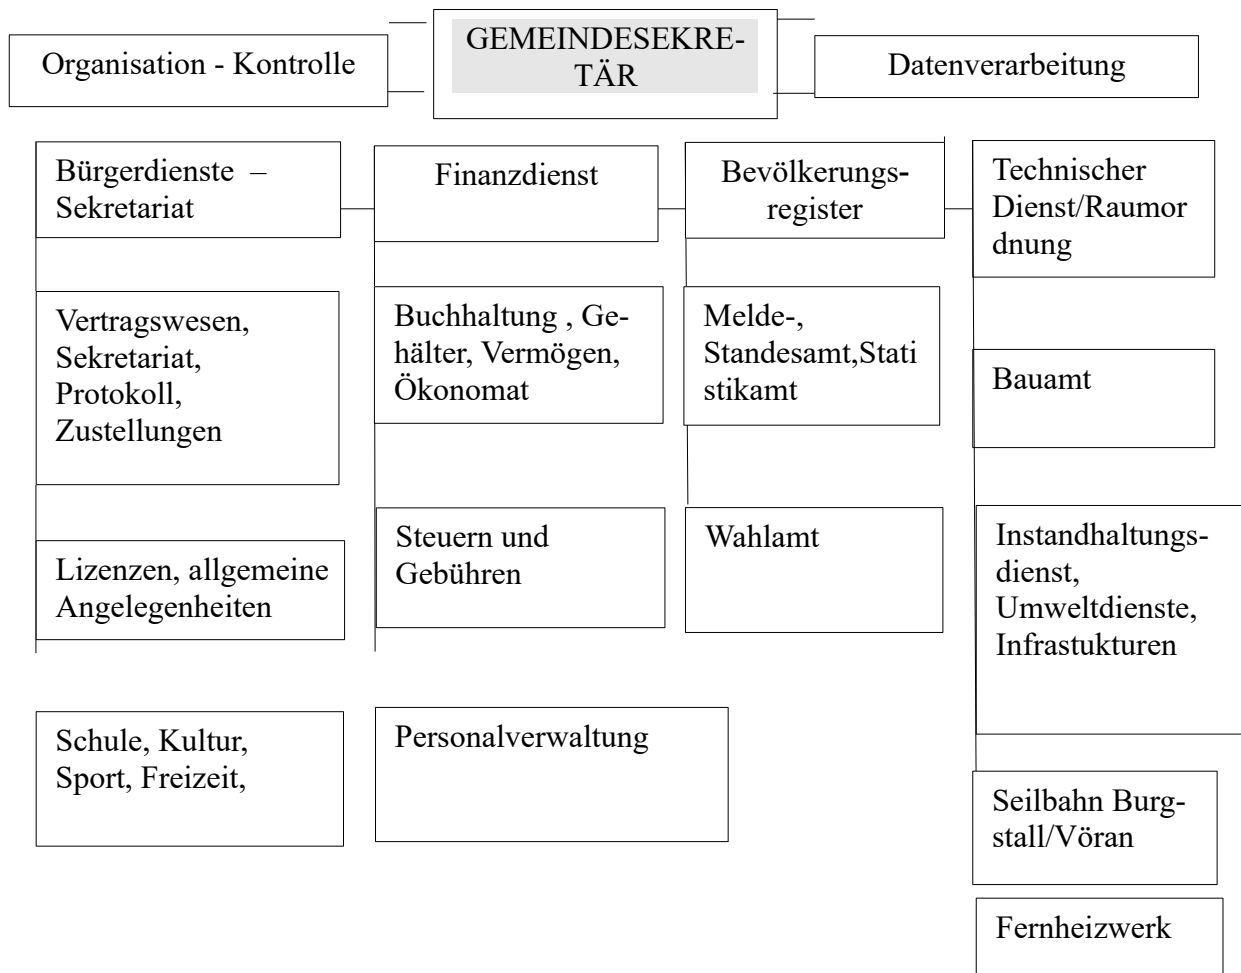 Organisation - Kontrolle
GEMEINDESEKRE-
TÄR
Datenverarbeitung
Bürgerdienste –
Sekretariat
Finanzdienst
Bevölkerungs-
register
Technischer
Dienst/Raumor
dnung
Vertragswesen,
Sekretariat,
Protokoll,
Zustellungen
Buchhaltung , Ge-
hälter, Vermögen,
Ökonomat
Melde-,
Standesamt,Stati
stikamt
Bauamt
Lizenzen, allgemeine
Angelegenheiten
Steuern und
Gebühren
Wahlamt
Instandhaltungs-
dienst,
Umweltdienste,
Infrastukturen
Schule, Kultur,
Sport, Freizeit,
Personalverwaltung
Seilbahn Burg-
stall/Vöran
Fernheizwerk